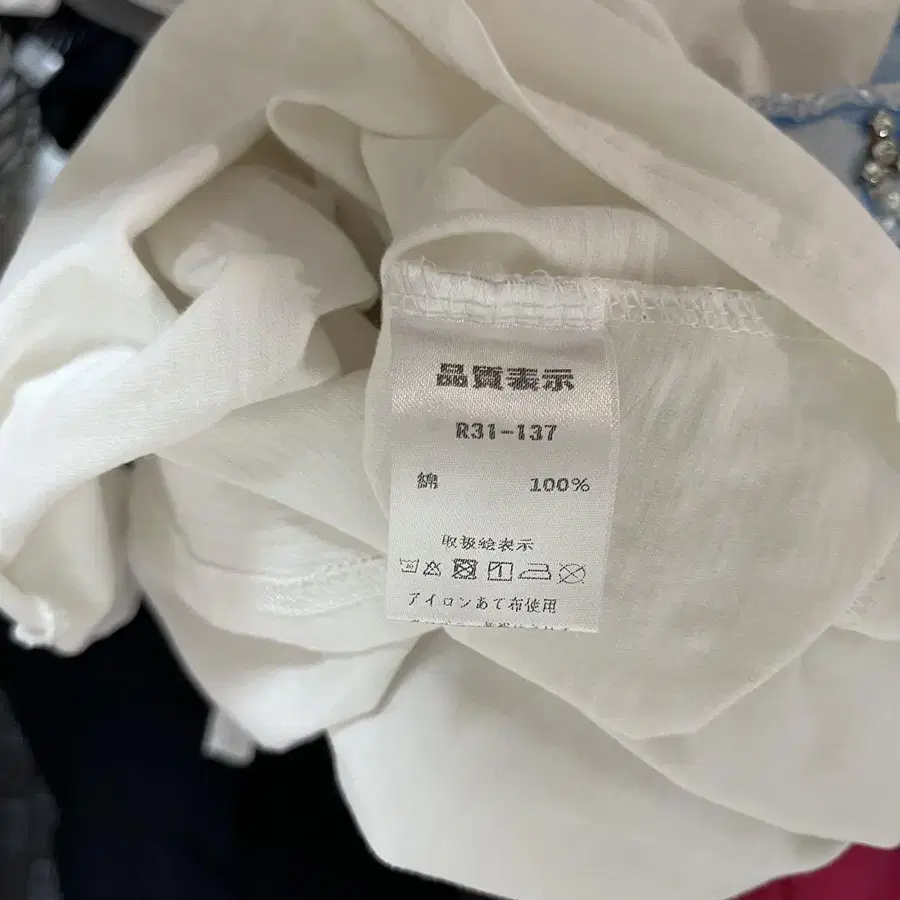 品質表示
R31-137
綿 100%
取扱絵表示
アイロンあて布使用